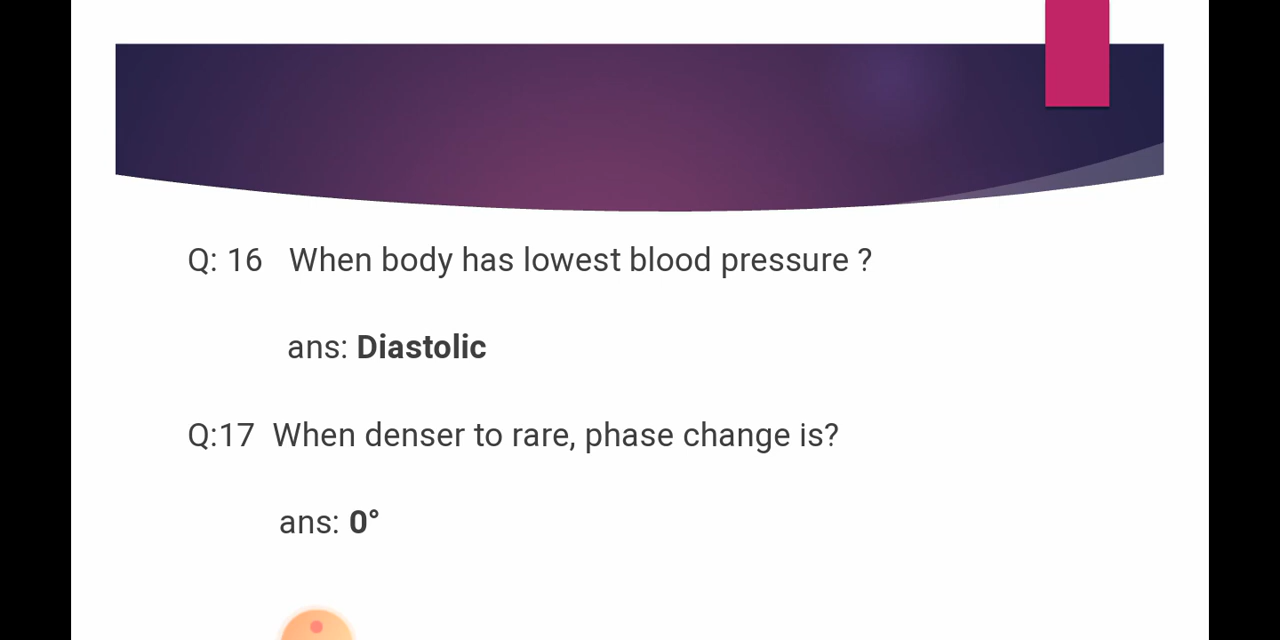 Q: 16 When body has lowest blood pressure ?
ans: Diastolic
Q:17 When denser to rare, phase change is?
ans: 0°